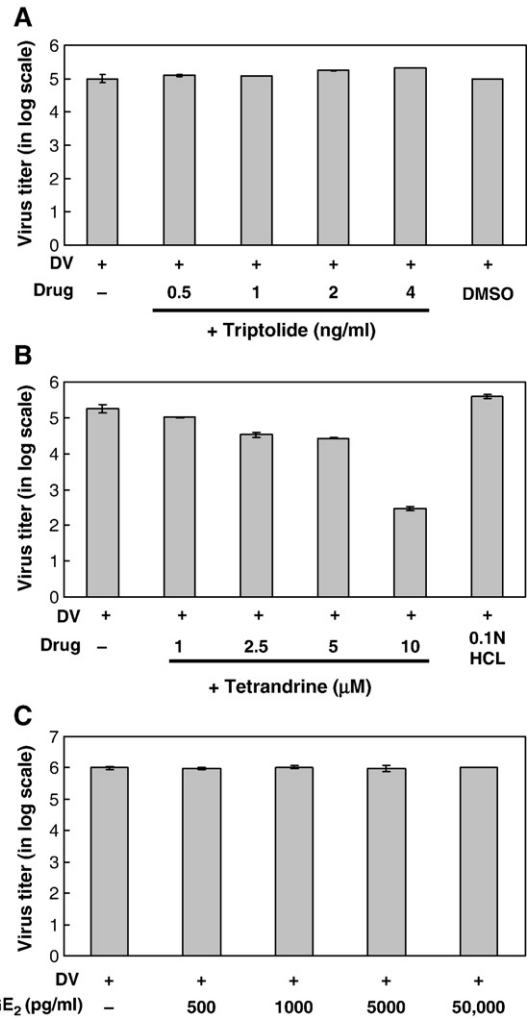 A
Virus titer (in log scale)
6
5
4
3
2
1
0
DV + + + + + +
Drug – 0.5 1 2 4 DMSO
+ Triptolide (ng/ml)
B
Virus titer (in log scale)
6
5
4
3
2
1
0
DV + + + + + +
Drug – 1 2.5 5 10 0.1N
HCL
+ Tetrandrine (μM)
C
Virus titer (in log scale)
7
6
5
4
3
2
1
0
DV + + + + +
GE2 (pg/ml) – 500 1000 5000 50,000